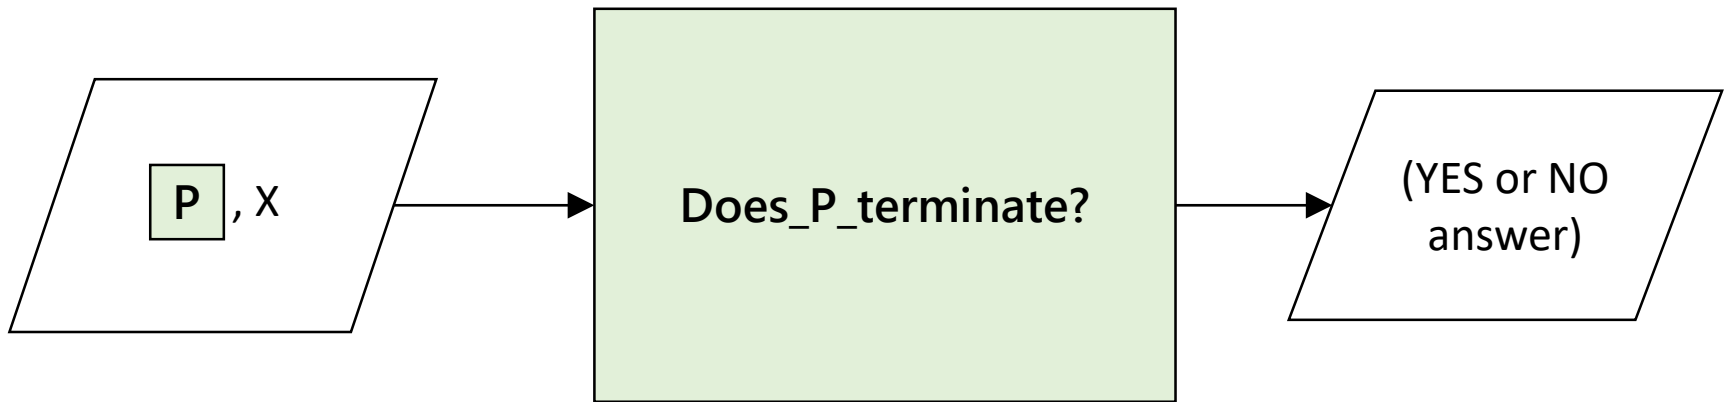 P , X
Does_P_terminate?
(YES or NO
answer)